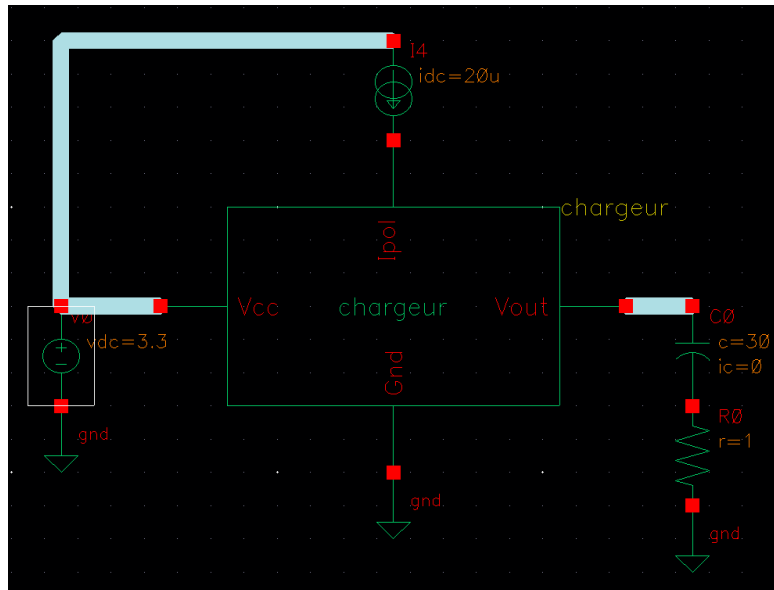 I4
idc=20u
chargeur
Ipol
V0
Vcc
chargeur
Vout
C0
vdc=3.3
c=30
ic=0
Gnd
R0
gnd
r=1
gnd
gnd